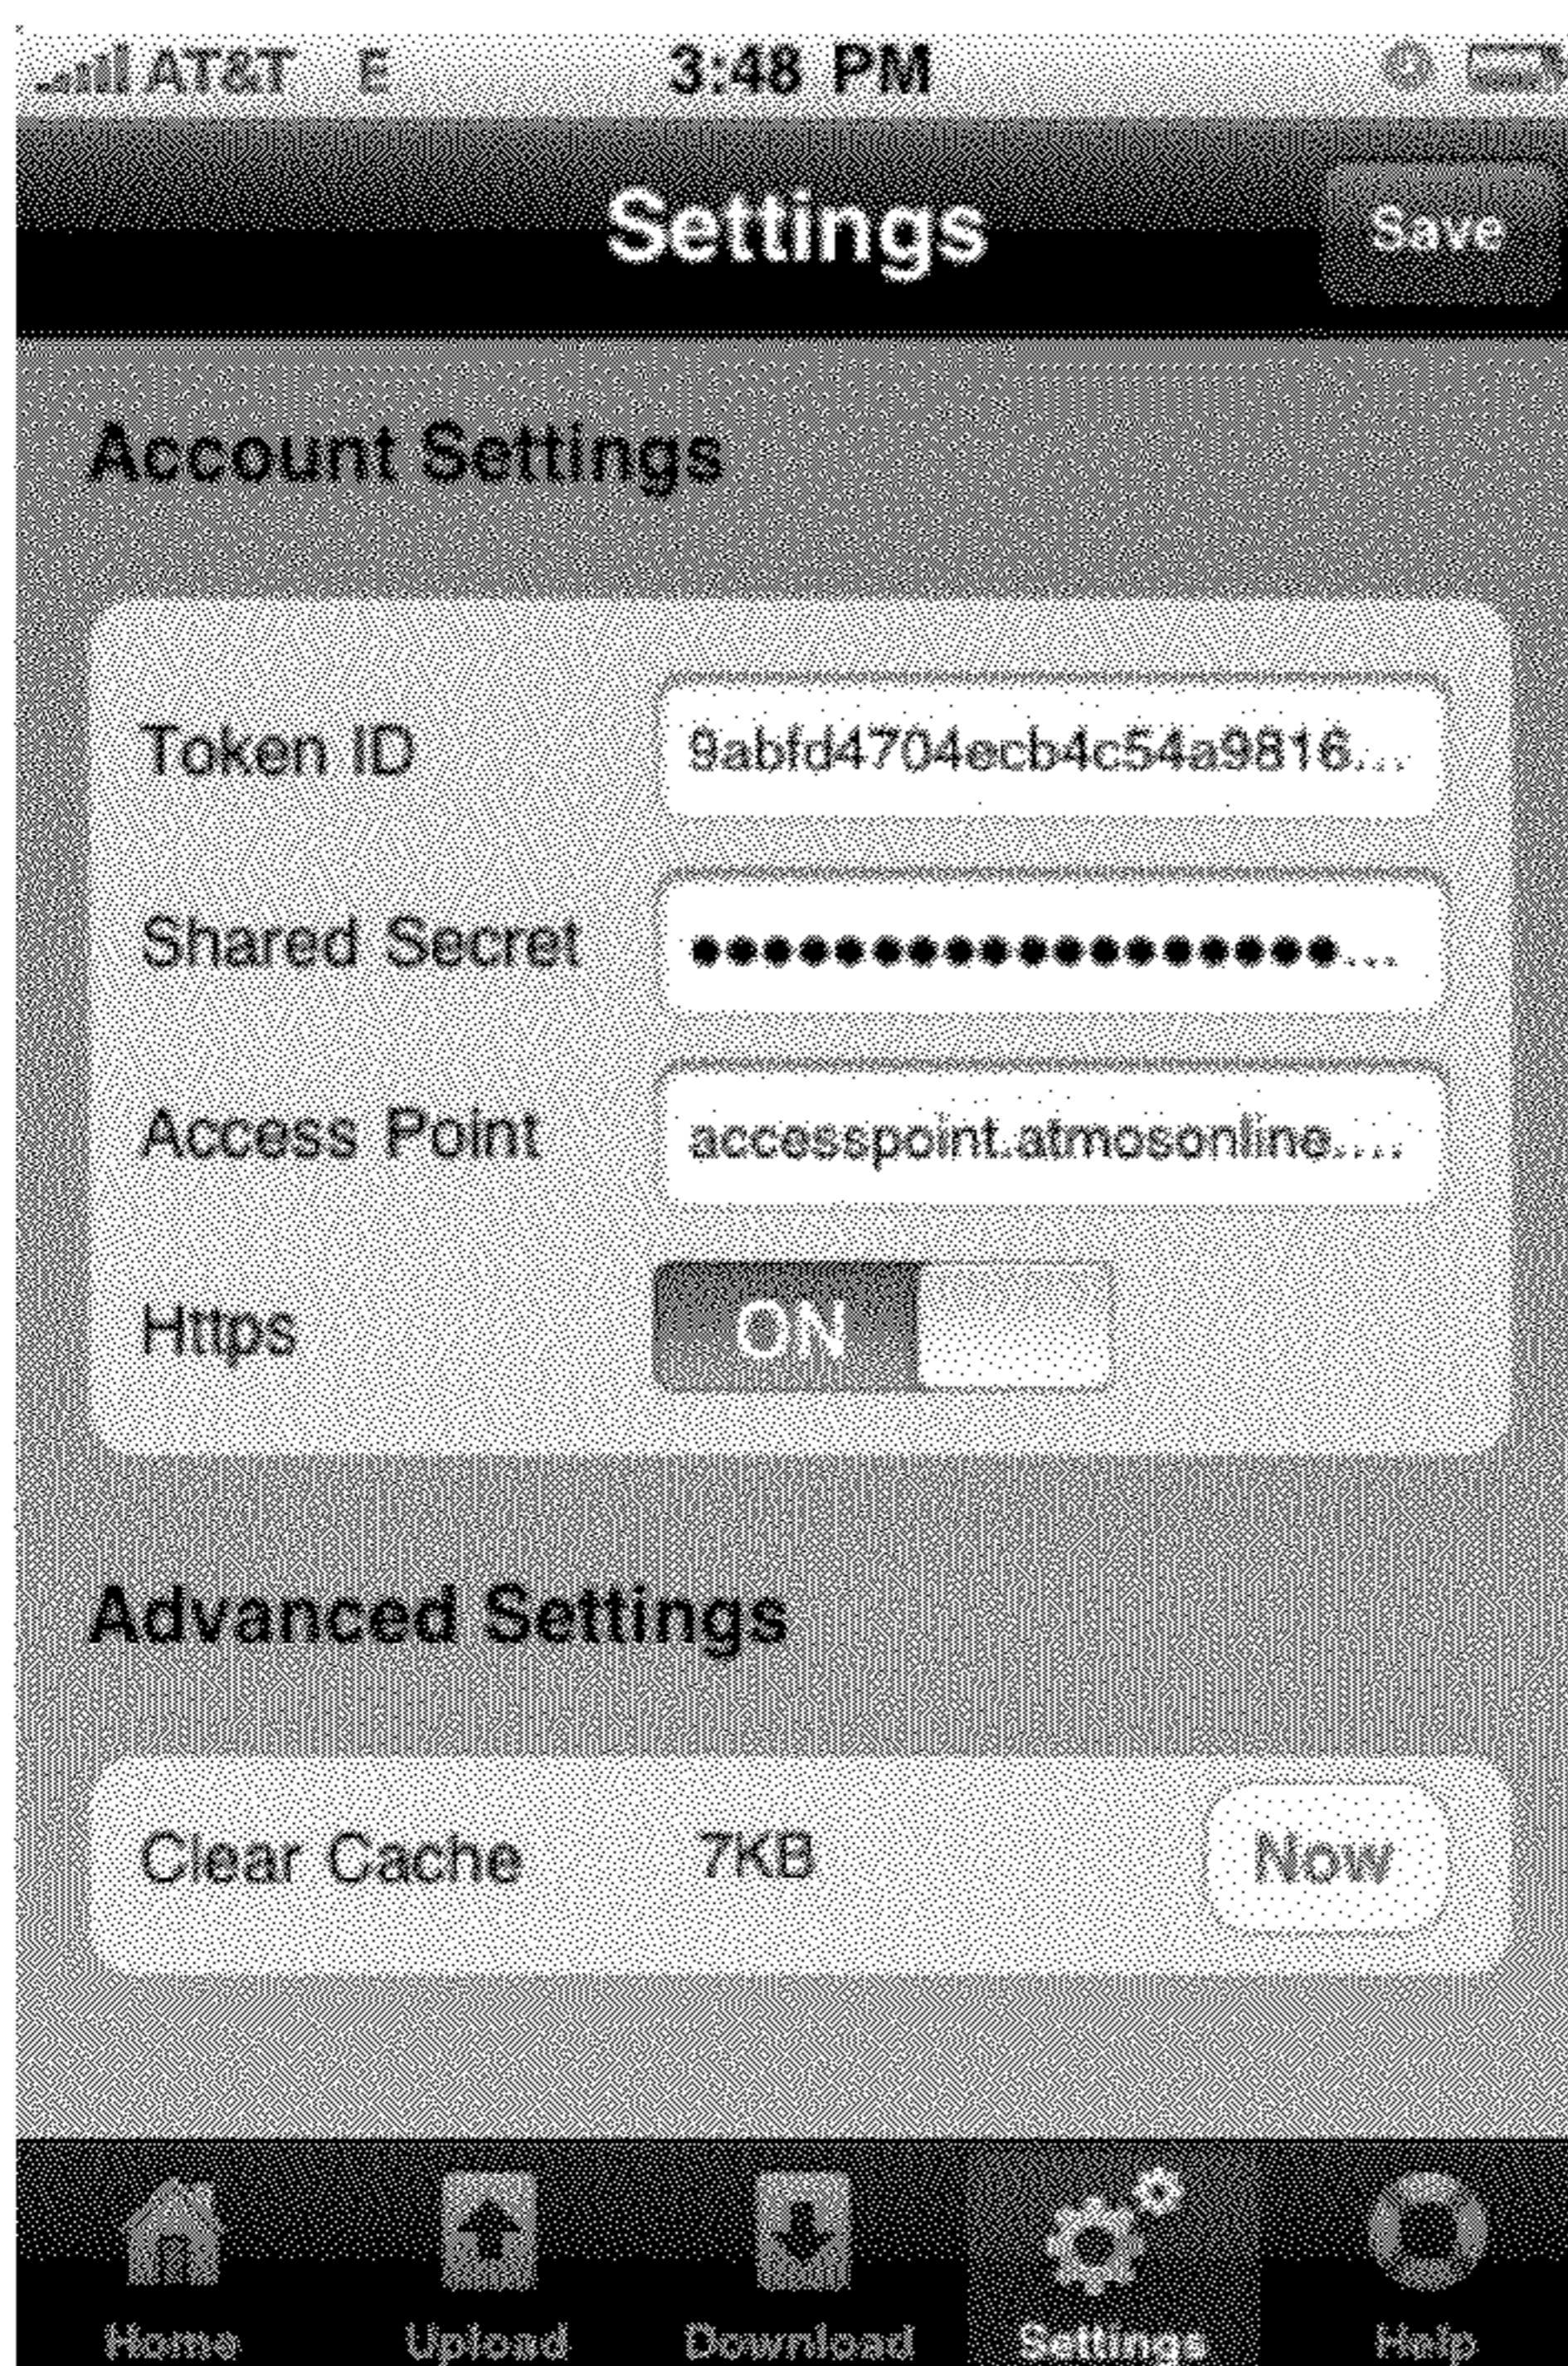 AT&T E 3:48 PM
Settings Save
Account Settings
Token ID 9abfd4704ecb4c54a9816...
Shared Secret ●●●●●●●●●●●●●●●●●●...
Access Point accesspoint.atmosonline....
Https ON
Advanced Settings
Clear Cache 7KB Now
Home Upload Download Settings Help